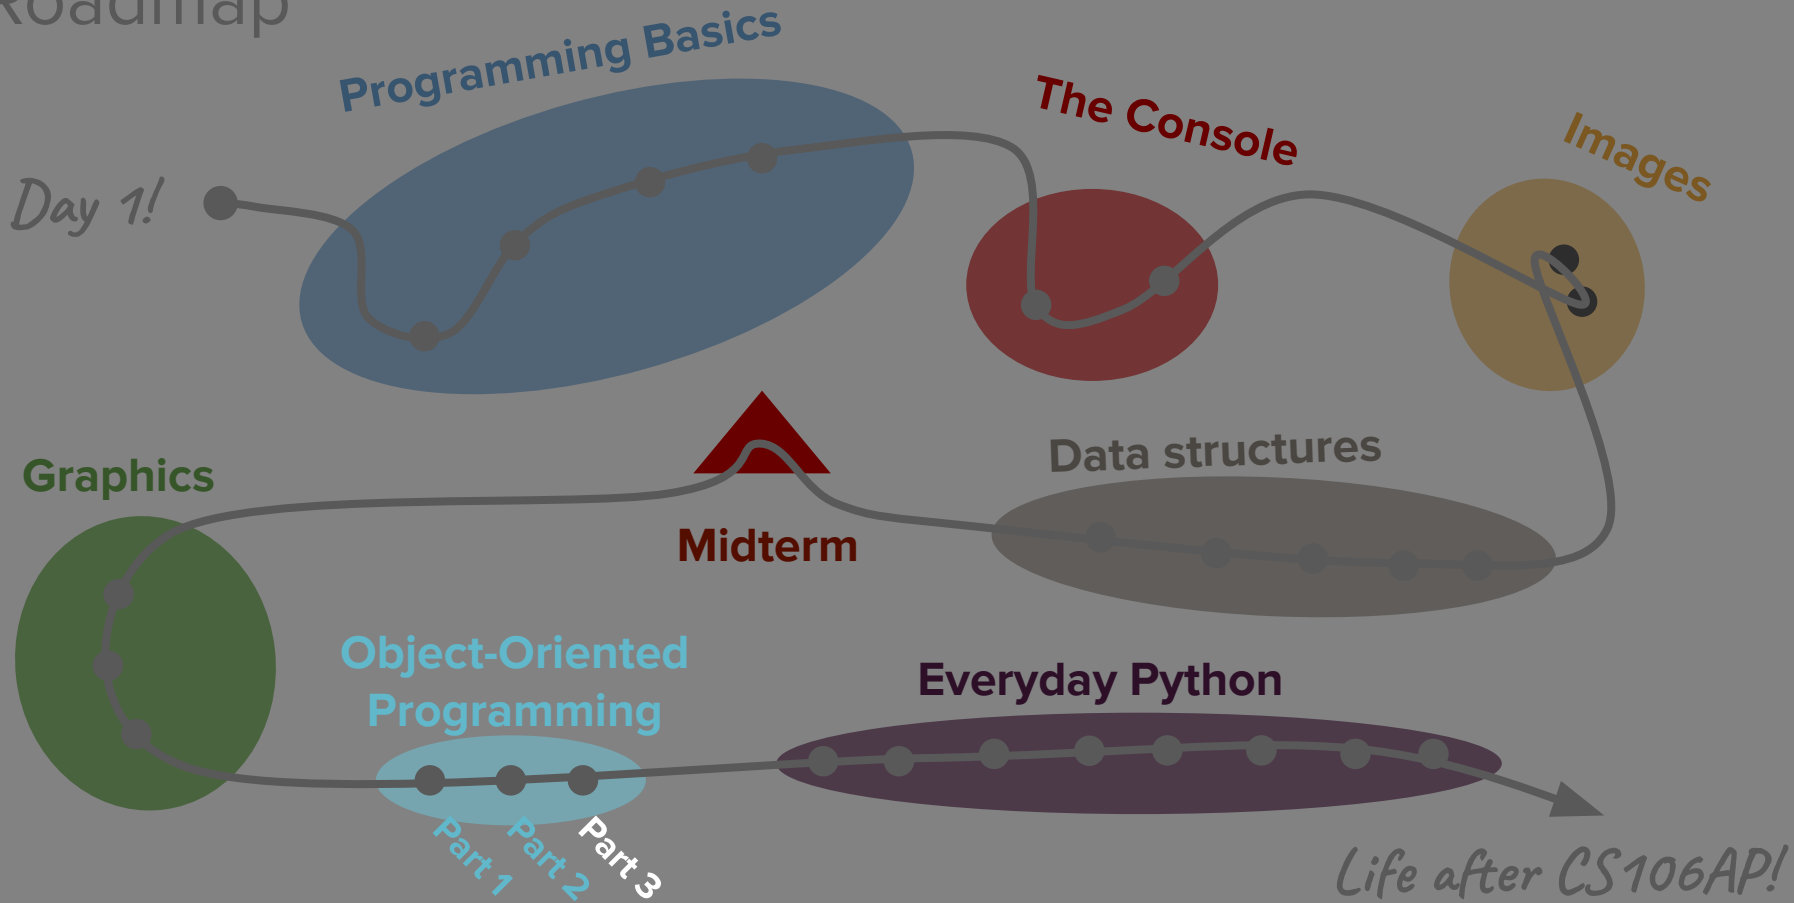 Roadmap
Programming Basics
The Console
Images
Day 1!
Graphics
Midterm
Data structures
Object-Oriented
Programming
Everyday Python
Part 1
Part 2
Part 3
Life after CS106AP!